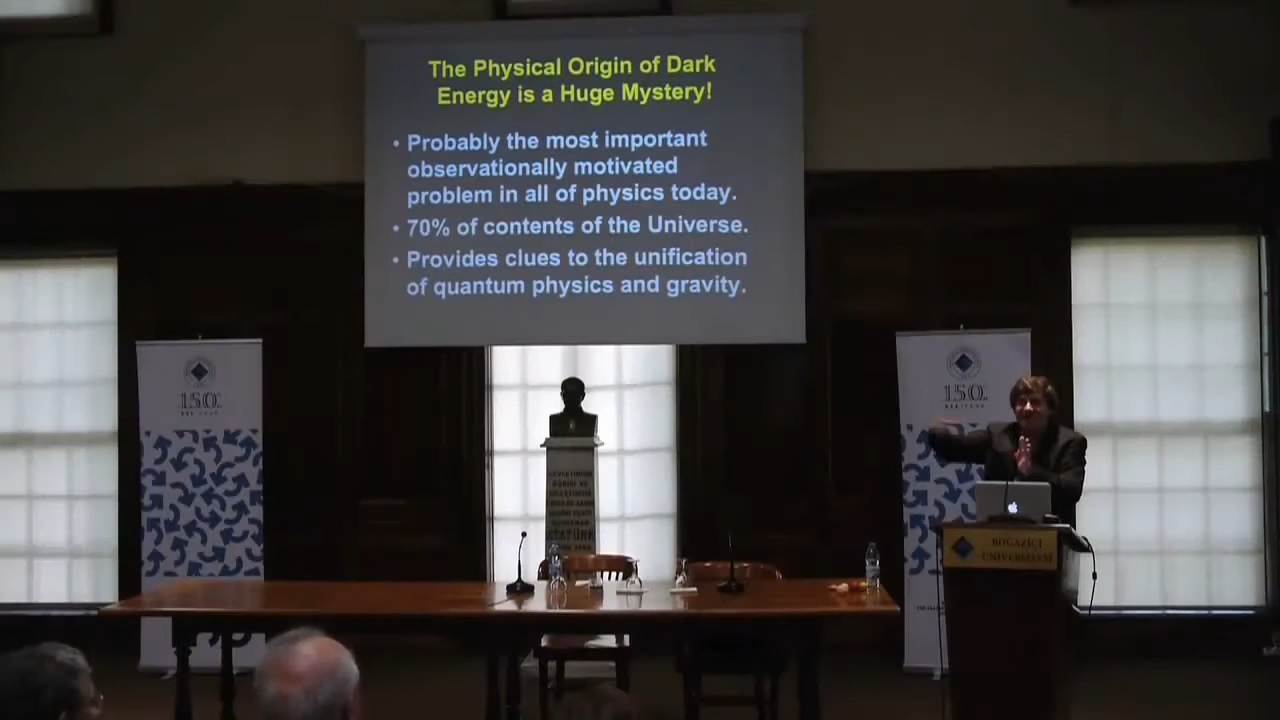 The Physical Origin of Dark
Energy is a Huge Mystery!
• Probably the most important
observationally motivated
problem in all of physics today.
• 70% of contents of the Universe.
• Provides clues to the unification
of quantum physics and gravity.
150.
150.
ATATÜRK
BOĞAZİÇİ
ÜNİVERSİTESİ